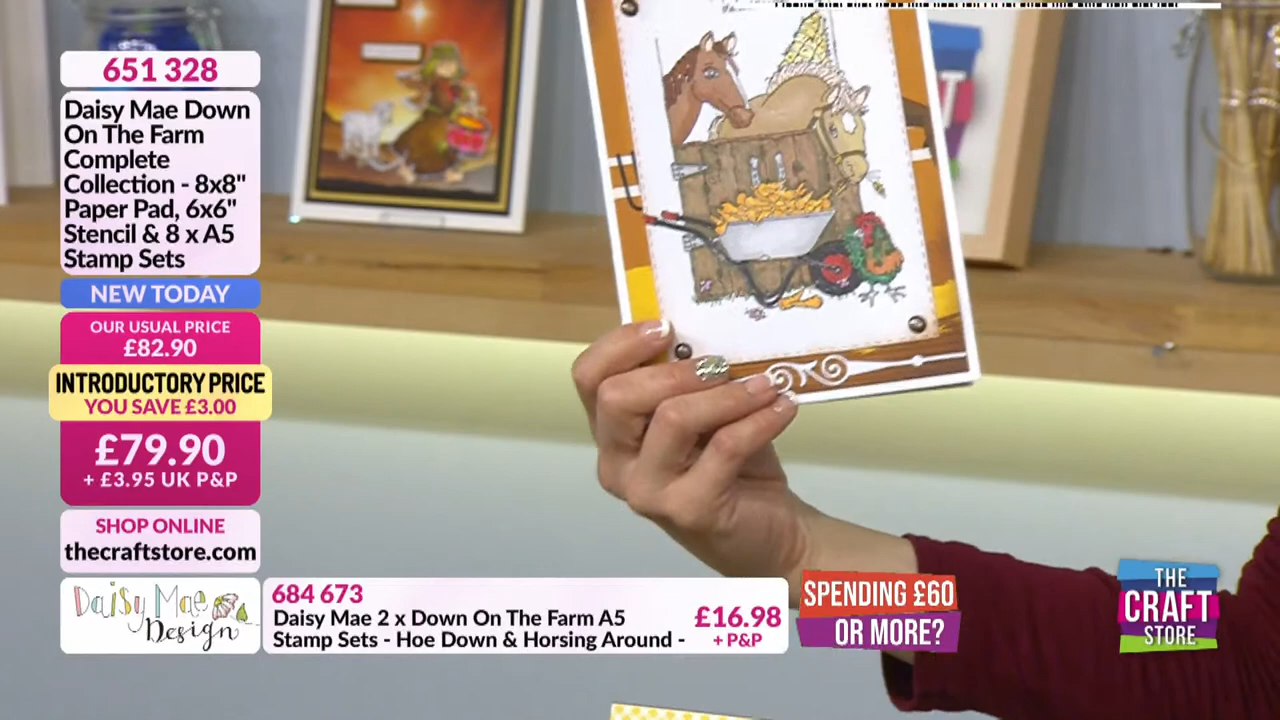 651 328
Daisy Mae Down
On The Farm
Complete
Collection - 8x8"
Paper Pad, 6x6"
Stencil & 8 x A5
Stamp Sets
NEW TODAY
OUR USUAL PRICE
£82.90
INTRODUCTORY PRICE
YOU SAVE £3.00
£79.90
+ £3.95 UK P&P
SHOP ONLINE
thecraftstore.com
Daisy Mae
Design
684 673
Daisy Mae 2 x Down On The Farm A5
Stamp Sets - Hoe Down & Horsing Around -
£16.98
+ P&P
SPENDING £60
OR MORE?
THE
CRAFT
STORE